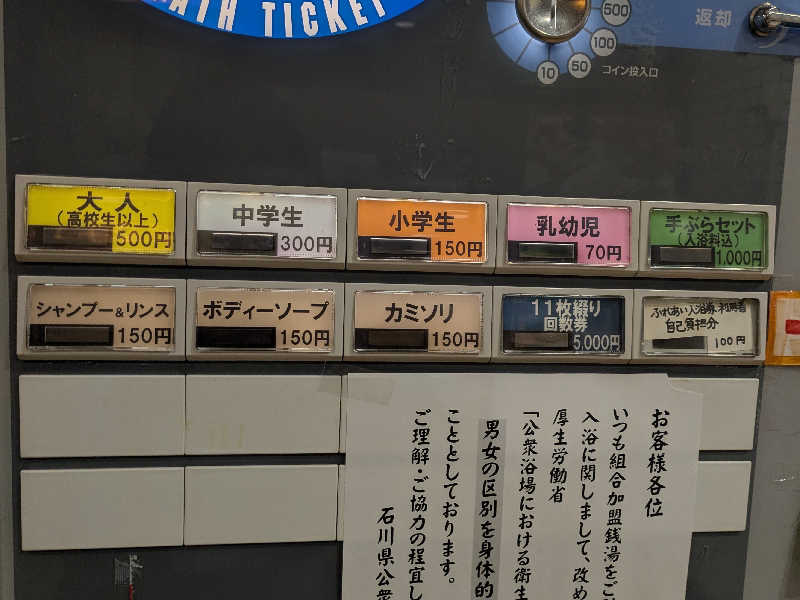 BATH TICKET
500
100
50
10
コイン投入口
返却
大人
(高校生以上)
500円
中学生
300円
小学生
150円
乳幼児
70円
手ぶらセット
(入浴料込)
1,000円
シャンプー&リンス
150円
ボディーソープ
150円
カミソリ
150円
11枚綴り
回数券
5,000円
ふれあい入浴券利用者
自己負担分
100円
お客様各位
いつも組合加盟銭湯をご
入浴に関しまして、改め
厚生労働省
「公衆浴場における衛生
男女の区別を身体的
こととしております。
ご理解・ご協力の程宜し
石川県公衆